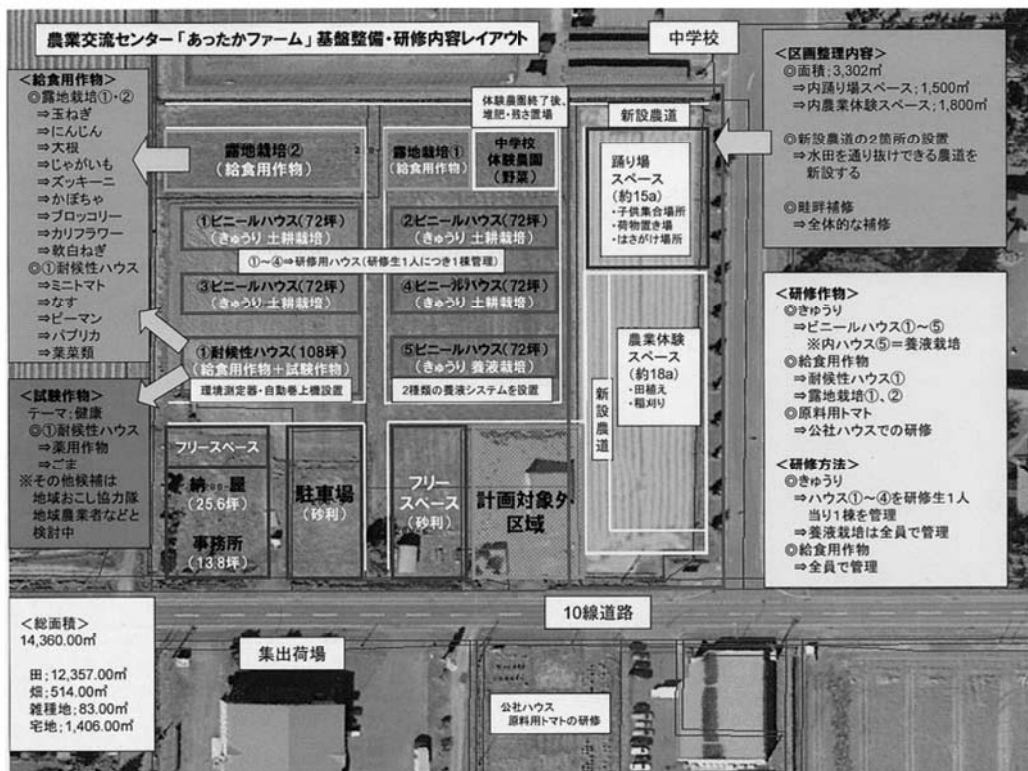 農業交流センター「あったかファーム」基盤整備・研修内容レイアウト
中学校
＜給食用作物＞
◎露地栽培①・②
⇒玉ねぎ
⇒にんじん
⇒大根
⇒じゃがいも
⇒ズッキーニ
⇒かぼちゃ
⇒ブロッコリー
⇒カリフラワー
⇒軟白ねぎ
◎①耐候性ハウス
⇒ミニトマト
⇒なす
⇒ピーマン
⇒パプリカ
⇒葉菜類
＜試験作物＞
テーマ；健康
◎①耐候性ハウス
⇒薬用作物
⇒ごま
※その他候補は
地域おこし協力隊
地域農業者などと
検討中
＜総面積＞
14,360.00㎡
田；12,357.00㎡
畑；514.00㎡
雑種地；83.00㎡
宅地；1,406.00㎡
露地栽培②
（給食用作物）
露地栽培①
（給食用作物）
体験農園終了後、
堆肥・残さ置場
中学校
体験農園
（野菜）
①ビニールハウス（72坪）
（きゅうり 土耕栽培）
②ビニールハウス（72坪）
（きゅうり 土耕栽培）
①～④⇒研修用ハウス（研修生1人につき1棟管理）
③ビニールハウス（72坪）
（きゅうり 土耕栽培）
④ビニールハウス（72坪）
（きゅうり 土耕栽培）
①耐候性ハウス（108坪）
（給食用作物＋試験作物）
環境測定器・自動巻上機設置
⑤ビニールハウス（72坪）
（きゅうり 養液栽培）
2種類の養液システムを設置
フリースペース
納 屋
（25.6坪）
事務所
（13.8坪）
駐車場
（砂利）
フリー
スペース
（砂利）
計画対象外
区域
新設農道
踊り場
スペース
（約15a）
・子供集合場所
・荷物置き場
・はさがけ場所
農業体験
スペース
（約18a）
・田植え
・稲刈り
新設農道
＜区画整理内容＞
◎面積；3,302㎡
⇒内踊り場スペース；1,500㎡
⇒内農業体験スペース；1,800㎡
◎新設農道の2箇所の設置
⇒水田を通り抜けできる農道を
新設する
◎畦畔補修
⇒全体的な補修
＜研修作物＞
◎きゅうり
⇒ビニールハウス①～⑤
※内ハウス⑤＝養液栽培
◎給食用作物
⇒耐候性ハウス①
⇒露地栽培①、②
◎原料用トマト
⇒公社ハウスでの研修
＜研修方法＞
◎きゅうり
⇒ハウス①～④を研修生1人
当り1棟を管理
⇒養液栽培は全員で管理
◎給食用作物
⇒全員で管理
10線道路
集出荷場
公社ハウス
原料用トマトの研修